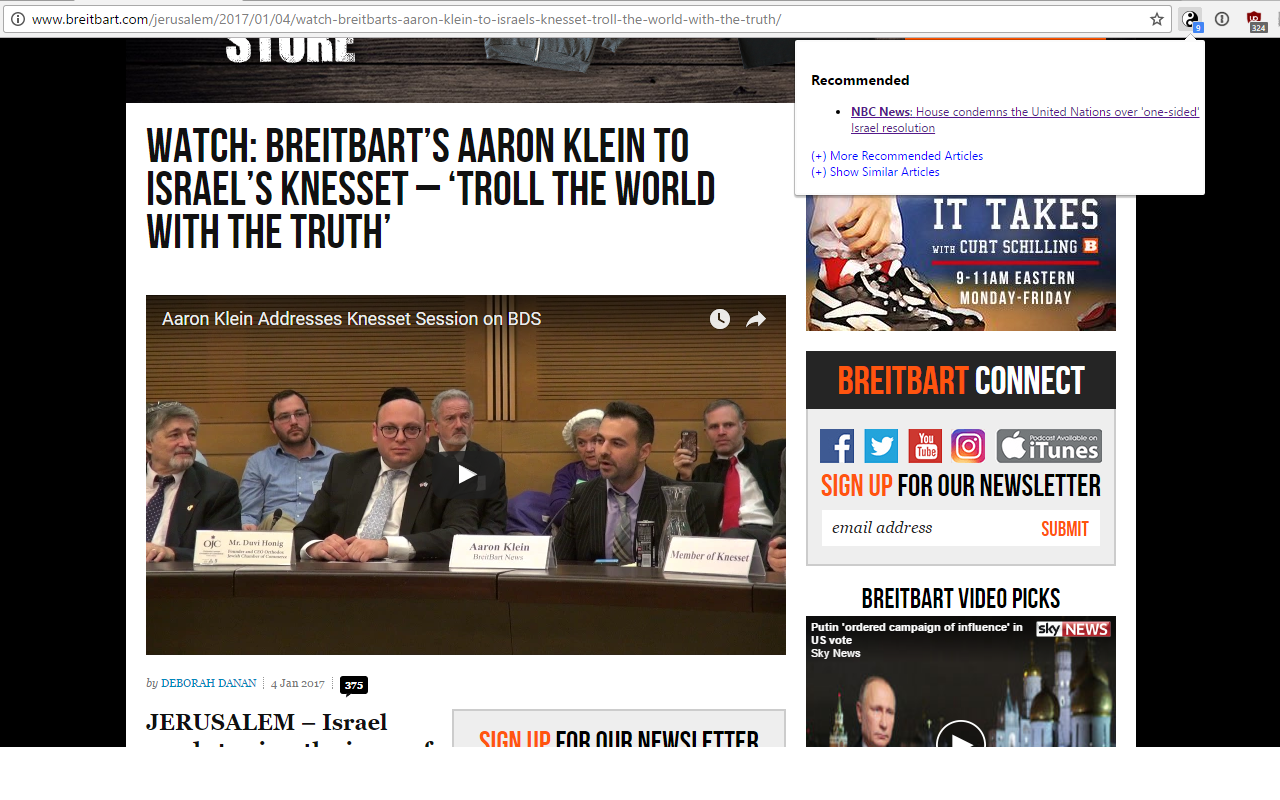 www.breitbart.com/jerusalem/2017/01/04/watch-breitbarts-aaron-klein-to-israels-knesset-troll-the-world-with-the-truth/
9
324
STORE
Recommended
NBC News: House condemns the United Nations over 'one-sided'
Israel resolution
(+) More Recommended Articles
(+) Show Similar Articles
WATCH: BREITBART’S AARON KLEIN TO
ISRAEL’S KNESSET – ‘TROLL THE WORLD
WITH THE TRUTH’
Aaron Klein Addresses Knesset Session on BDS
OJC
Mr. Duvi Honig
Founder and CEO Orthodox
Jewish Chamber of Commerce
Aaron Klein
BreitBart News
Member of Knesset
by DEBORAH DANAN
4 Jan 2017
375
JERUSALEM – Israel
SIGN UP FOR OUR NEWSLETTER
IT TAKES
WITH CURT SCHILLING B
9-11AM EASTERN
MONDAY-FRIDAY
BREITBART CONNECT
You
Tube
Podcast Available on
iTunes
SIGN UP FOR OUR NEWSLETTER
email address
SUBMIT
BREITBART VIDEO PICKS
Putin 'ordered campaign of influence' in
US vote
Sky News
sky NEWS